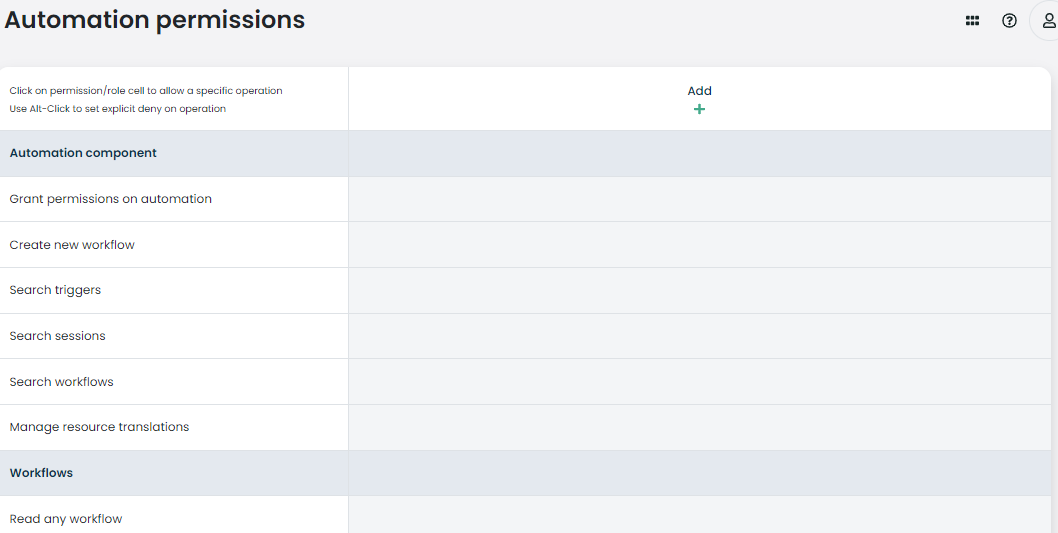 Automation permissions
Click on permission/role cell to allow a specific operation
Use Alt-Click to set explicit deny on operation
Add
Automation component
Grant permissions on automation
Create new workflow
Search triggers
Search sessions
Search workflows
Manage resource translations
Workflows
Read any workflow